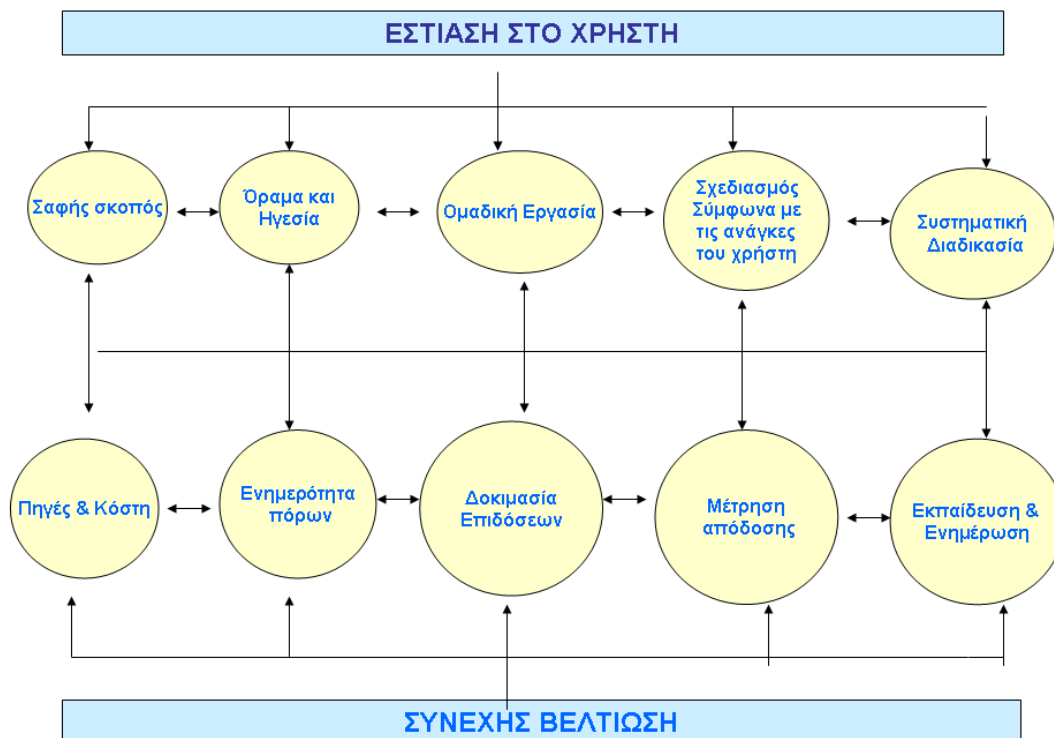 ΕΣΤΙΑΣΗ ΣΤΟ ΧΡΗΣΤΗ
Σαφής σκοπός
Όραμα και
Ηγεσία
Ομαδική Εργασία
Σχεδιασμός
Σύμφωνα με
τις ανάγκες
του χρήστη
Συστηματική
Διαδικασία
Πηγές & Κόστη
Ενημερότητα
πόρων
Δοκιμασία
Επιδόσεων
Μέτρηση
απόδοσης
Εκπαίδευση &
Ενημέρωση
ΣΥΝΕΧΗΣ ΒΕΛΤΙΩΣΗ